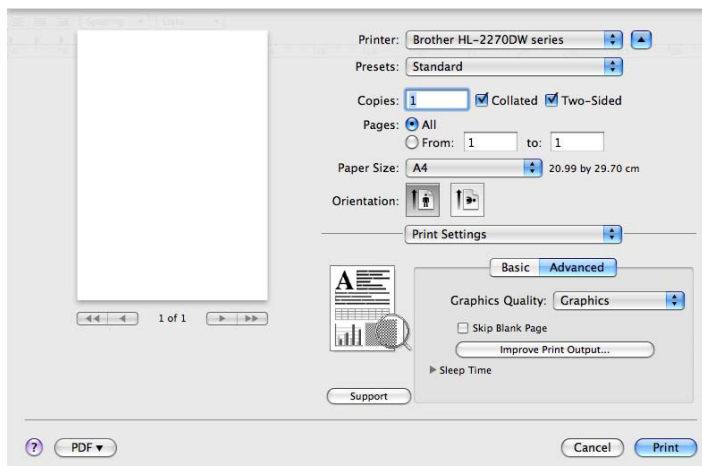 Printer: Brother HL-2270DW series
Presets: Standard
Copies: 1 Collated Two-Sided
Pages: All
From: 1 to: 1
Paper Size: A4 20.99 by 29.70 cm
Orientation:
Print Settings
Basic Advanced
A
Graphics Quality: Graphics
Skip Blank Page
Improve Print Output...
Sleep Time
1 of 1
Support
? PDF ▾ Cancel Print